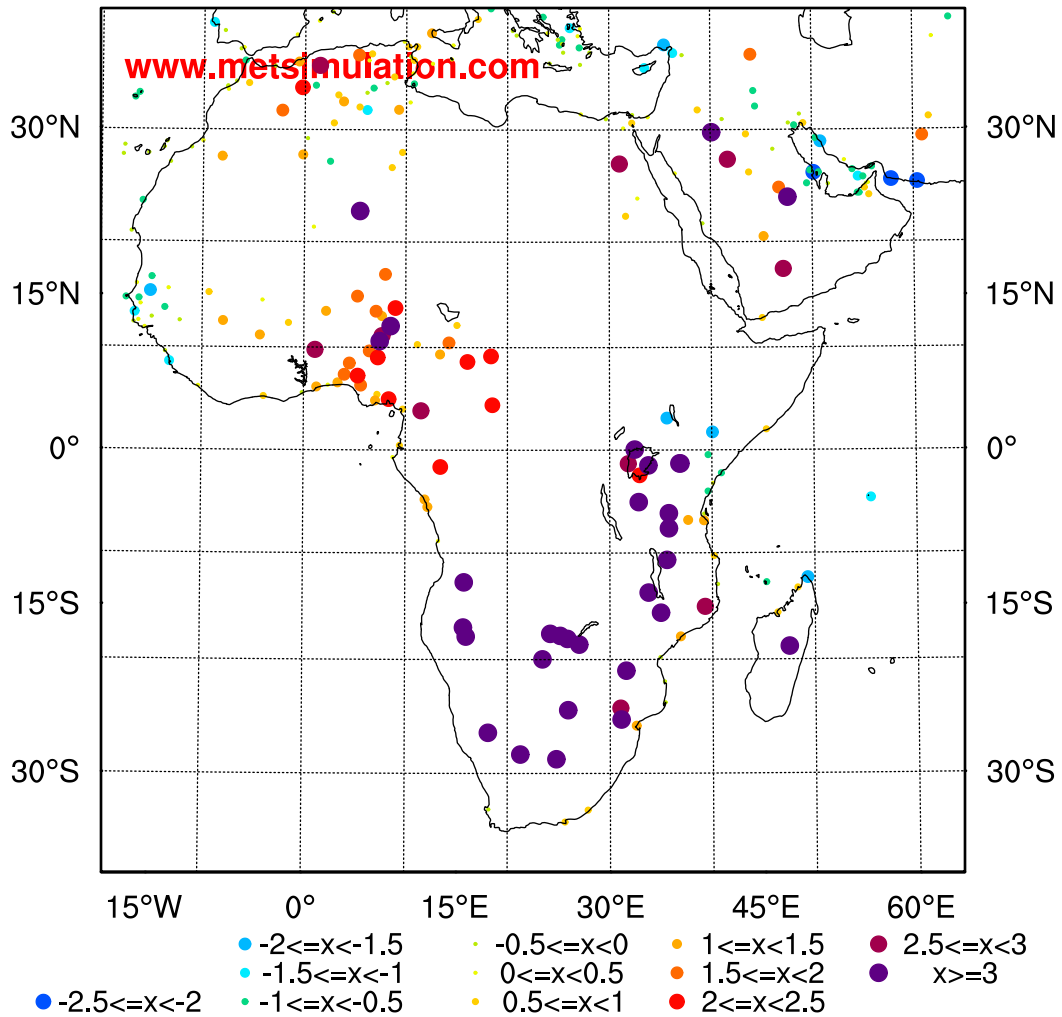 www.metsimulation.com
30°N 30°N
15°N 15°N
0° 0°
15°S 15°S
30°S 30°S
15°W 0° 15°E 30°E 45°E 60°E
-2<=x<-1.5 -0.5<=x<0 1<=x<1.5 2.5<=x<3
-1.5<=x<-1 0<=x<0.5 1.5<=x<2 x>=3
-2.5<=x<-2 -1<=x<-0.5 0.5<=x<1 2<=x<2.5